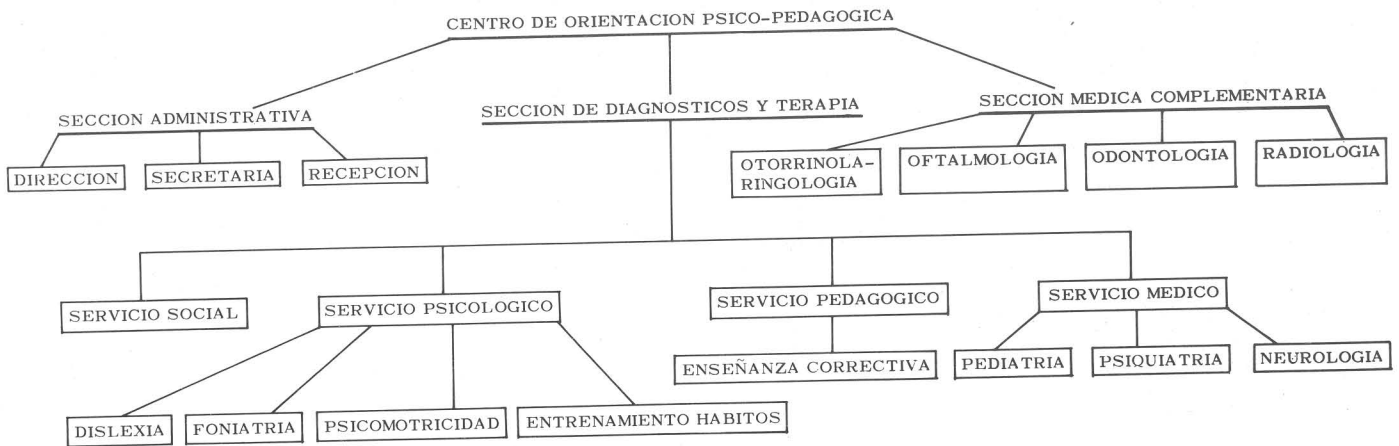 CENTRO DE ORIENTACION PSICO-PEDAGOGICA
SECCION ADMINISTRATIVA
SECCION DE DIAGNOSTICOS Y TERAPIA
SECCION MEDICA COMPLEMENTARIA
DIRECCION
SECRETARIA
RECEPCION
OTORRINOLA-
RINGOLOGIA
OFTALMOLOGIA
ODONTOLOGIA
RADIOLOGIA
SERVICIO SOCIAL
SERVICIO PSICOLOGICO
SERVICIO PEDAGOGICO
SERVICIO MEDICO
ENSEÑANZA CORRECTIVA
PEDIATRIA
PSIQUIATRIA
NEUROLOGIA
DISLEXIA
FONIATRIA
PSICOMOTRICIDAD
ENTRENAMIENTO HABITOS